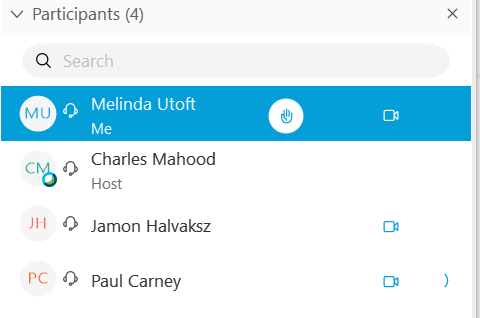 Participants (4)
Search
MU Melinda Utoft
Me
CM Charles Mahood
Host
JH Jamon Halvaksz
PC Paul Carney